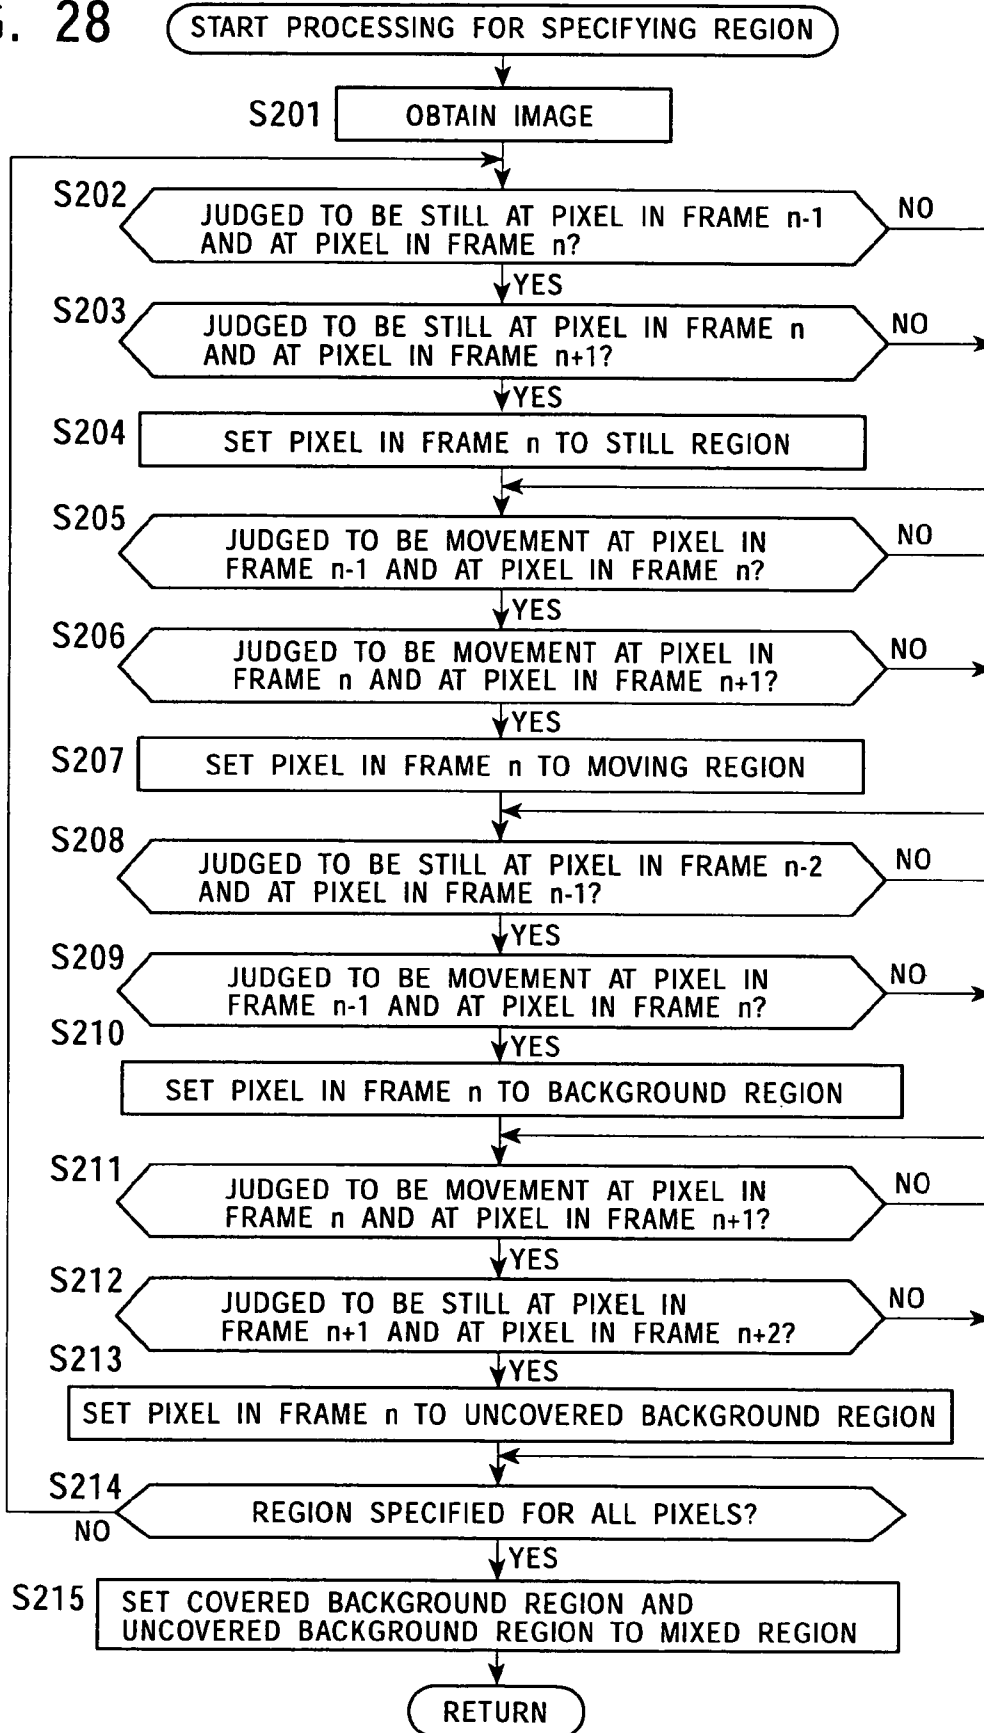 G. 28
START PROCESSING FOR SPECIFYING REGION
S201
OBTAIN IMAGE
S202
JUDGED TO BE STILL AT PIXEL IN FRAME n-1
AND AT PIXEL IN FRAME n?
NO
YES
S203
JUDGED TO BE STILL AT PIXEL IN FRAME n
AND AT PIXEL IN FRAME n+1?
NO
YES
S204
SET PIXEL IN FRAME n TO STILL REGION
S205
JUDGED TO BE MOVEMENT AT PIXEL IN
FRAME n-1 AND AT PIXEL IN FRAME n?
NO
YES
S206
JUDGED TO BE MOVEMENT AT PIXEL IN
FRAME n AND AT PIXEL IN FRAME n+1?
NO
YES
S207
SET PIXEL IN FRAME n TO MOVING REGION
S208
JUDGED TO BE STILL AT PIXEL IN FRAME n-2
AND AT PIXEL IN FRAME n-1?
NO
YES
S209
JUDGED TO BE MOVEMENT AT PIXEL IN
FRAME n-1 AND AT PIXEL IN FRAME n?
NO
YES
S210
SET PIXEL IN FRAME n TO BACKGROUND REGION
S211
JUDGED TO BE MOVEMENT AT PIXEL IN
FRAME n AND AT PIXEL IN FRAME n+1?
NO
YES
S212
JUDGED TO BE STILL AT PIXEL IN
FRAME n+1 AND AT PIXEL IN FRAME n+2?
NO
YES
S213
SET PIXEL IN FRAME n TO UNCOVERED BACKGROUND REGION
S214
REGION SPECIFIED FOR ALL PIXELS?
NO
YES
S215
SET COVERED BACKGROUND REGION AND
UNCOVERED BACKGROUND REGION TO MIXED REGION
RETURN